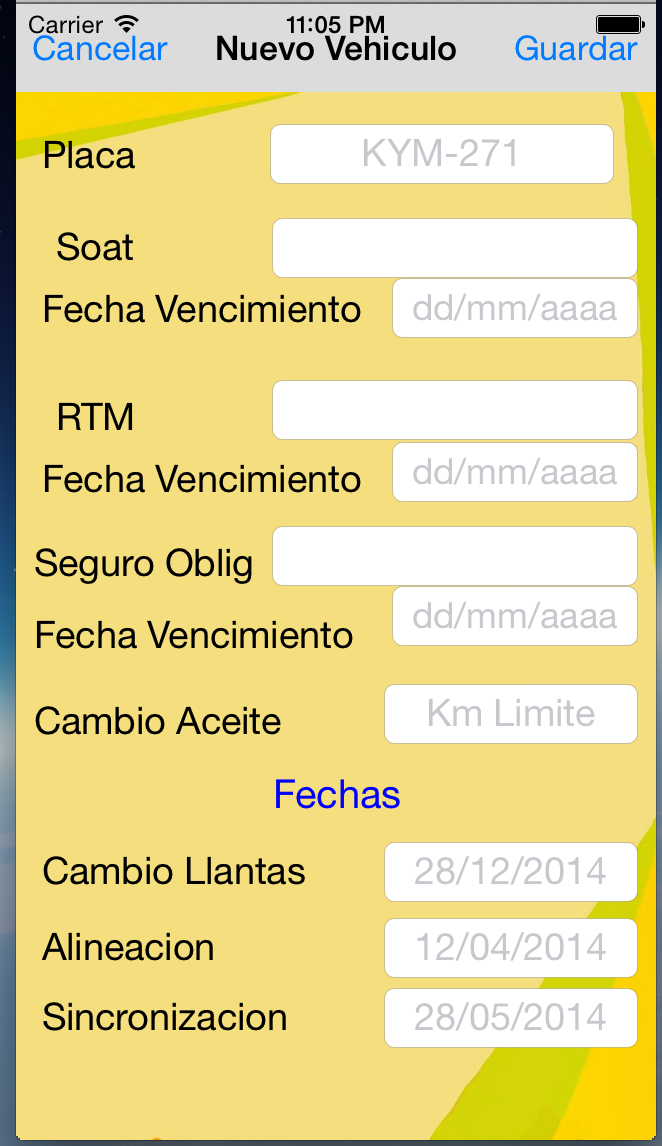 Carrier 11:05 PM
Cancelar Nuevo Vehiculo Guardar
Placa KYM-271
Soat
Fecha Vencimiento dd/mm/aaaa
RTM
Fecha Vencimiento dd/mm/aaaa
Seguro Oblig
Fecha Vencimiento dd/mm/aaaa
Cambio Aceite Km Limite
Fechas
Cambio Llantas 28/12/2014
Alineacion 12/04/2014
Sincronizacion 28/05/2014